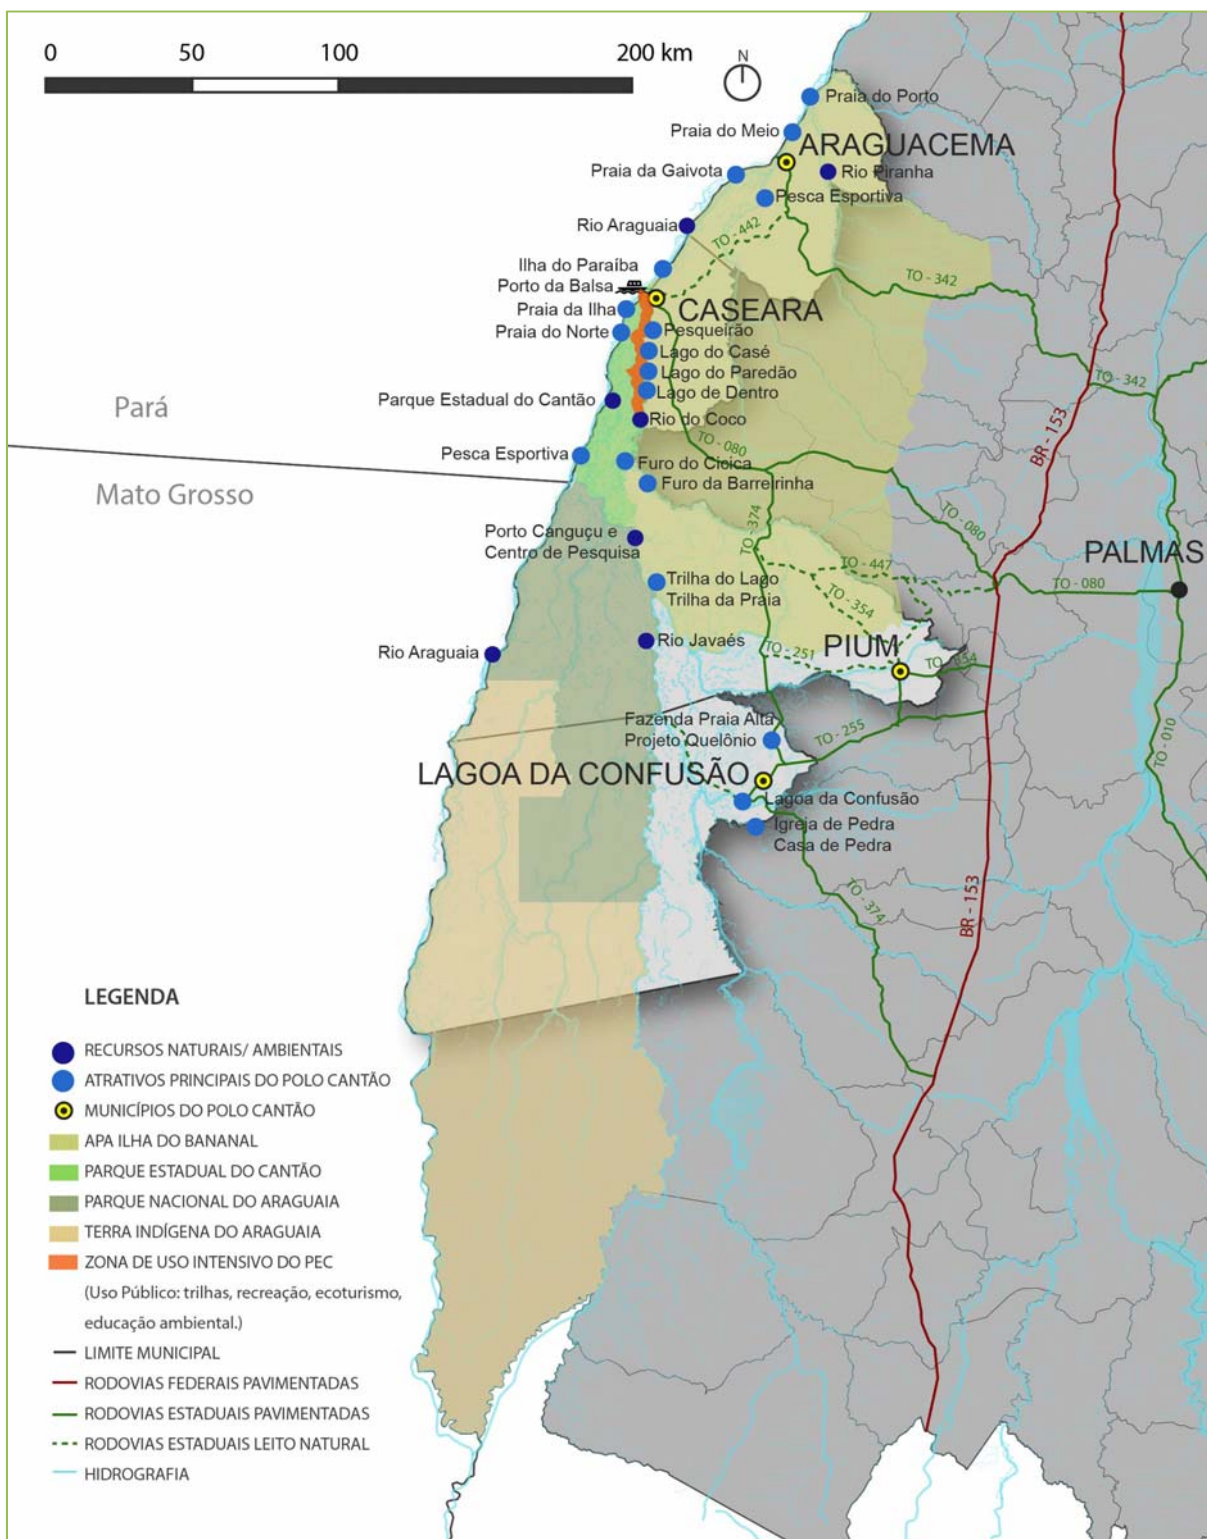 0 50 100 200 km
N
Praia do Porto
Praia do Meio
ARAGUACEMA
Praia da Gaivota
Rio Piranha
Pesca Esportiva
Rio Araguaia
TO - 442
Ilha do Paraíba
Porto da Balsa
TO - 342
Praia da Ilha
CASEARA
Praia do Norte
Pesqueirão
Lago do Casé
Lago do Paredão
TO - 342
Parque Estadual do Cantão
Lago de Dentro
Pará
Rio do Coco
BR - 153
TO - 080
Pesca Esportiva
Furo do Cicica
Mato Grosso
Furo da Barreirinha
TO - 374
TO - 080
Porto Canguçu e
Centro de Pesquisa
PALMAS
TO - 447
Trilha do Lago
TO - 080
Trilha da Praia
TO - 354
Rio Javaés
PIUM
Rio Araguaia
TO - 251
TO - 354
Fazenda Praia Alta
Projeto Quelônio
TO - 255
TO - 010
LAGOA DA CONFUSÃO
Lagoa da Confusão
Igreja de Pedra
Casa de Pedra
TO - 374
BR - 153
LEGENDA
RECURSOS NATURAIS/ AMBIENTAIS
ATRATIVOS PRINCIPAIS DO POLO CANTÃO
MUNICÍPIOS DO POLO CANTÃO
APA ILHA DO BANANAL
PARQUE ESTADUAL DO CANTÃO
PARQUE NACIONAL DO ARAGUAIA
TERRA INDÍGENA DO ARAGUAIA
ZONA DE USO INTENSIVO DO PEC
(Uso Público: trilhas, recreação, ecoturismo,
educação ambiental.)
LIMITE MUNICIPAL
RODOVIAS FEDERAIS PAVIMENTADAS
RODOVIAS ESTADUAIS PAVIMENTADAS
RODOVIAS ESTADUAIS LEITO NATURAL
HIDROGRAFIA